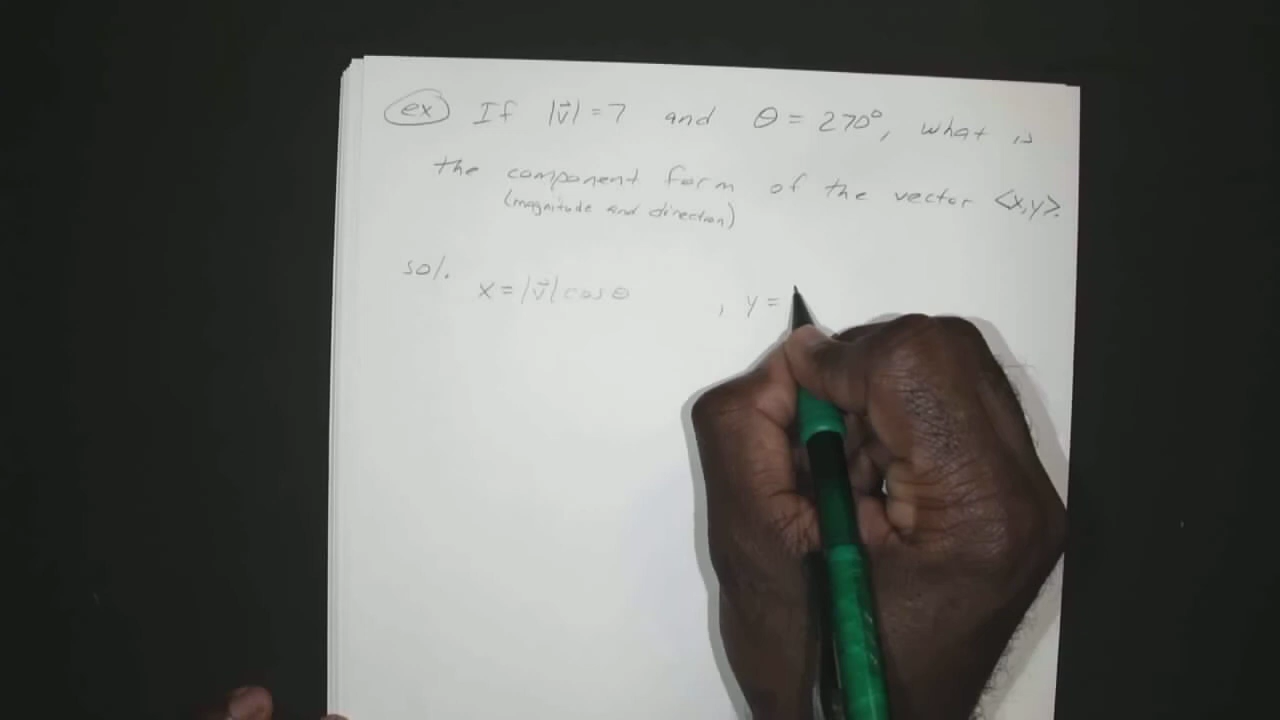 ex If |v⃗| = 7 and θ = 270°, what is
the component form of the vector <x,y>.
(magnitude and direction)
sol. x = |v⃗| cos θ , y =